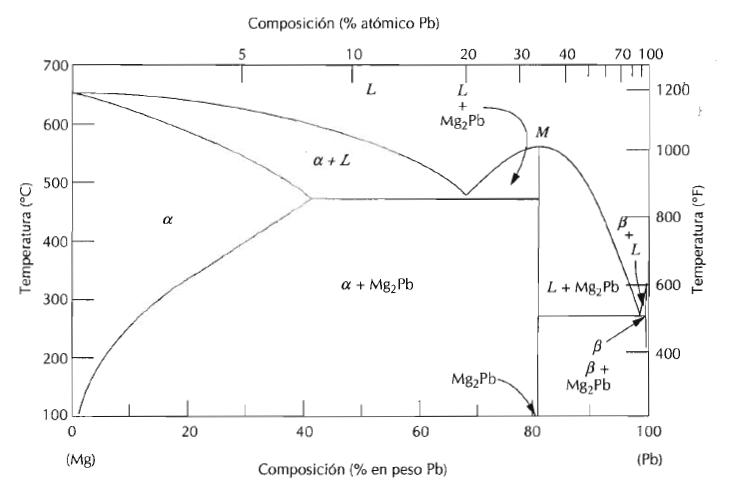 Composición (% atómico Pb)
5 10 20 30 40 70 100
700
600
500
400
300
200
100
Temperatura (°C)
1200
1000
800
600
400
Temperatura (°F)
L
L
+
Mg₂Pb
M
α + L
α
β
+
L
α + Mg₂Pb
L + Mg₂Pb
β
β +
Mg₂Pb
Mg₂Pb
0 20 40 60 80 100
(Mg) (Pb)
Composición (% en peso Pb)